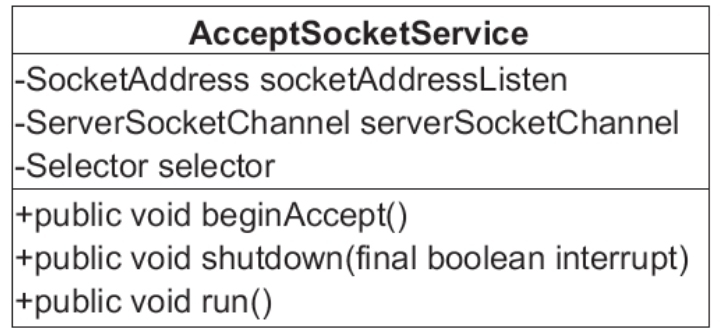 AcceptSocketService
-SocketAddress socketAddressListen
-ServerSocketChannel serverSocketChannel
-Selector selector
+public void beginAccept()
+public void shutdown(final boolean interrupt)
+public void run()